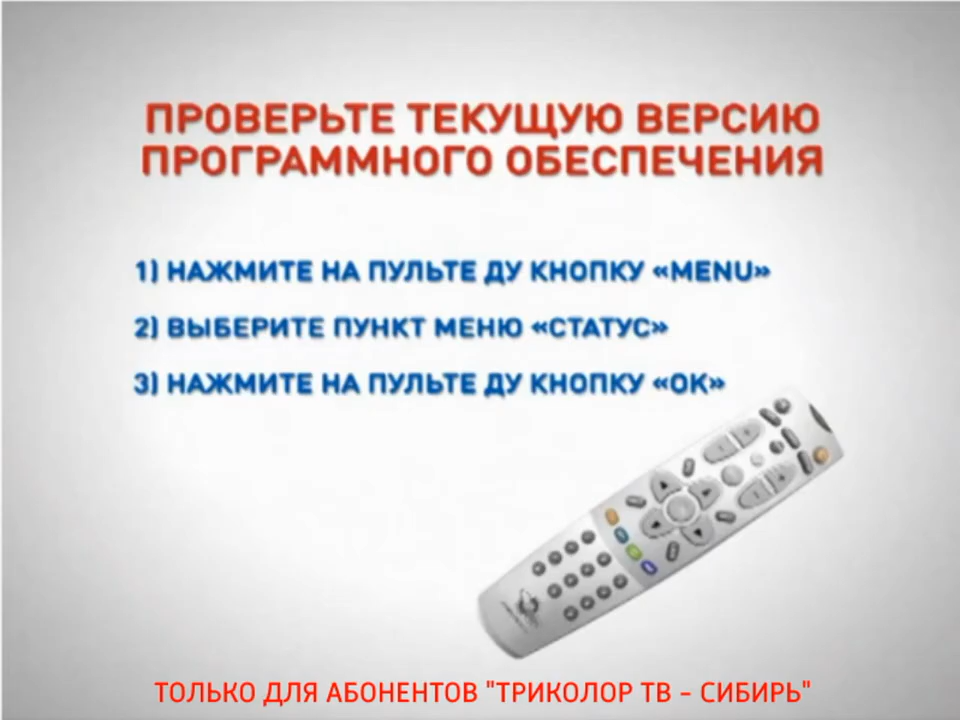 ПРОВЕРЬТЕ ТЕКУЩУЮ ВЕРСИЮ
ПРОГРАММНОГО ОБЕСПЕЧЕНИЯ
1) НАЖМИТЕ НА ПУЛЬТЕ ДУ КНОПКУ «MENU»
2) ВЫБЕРИТЕ ПУНКТ МЕНЮ «СТАТУС»
3) НАЖМИТЕ НА ПУЛЬТЕ ДУ КНОПКУ «ОК»
ТОЛЬКО ДЛЯ АБОНЕНТОВ "ТРИКОЛОР ТВ - СИБИРЬ"